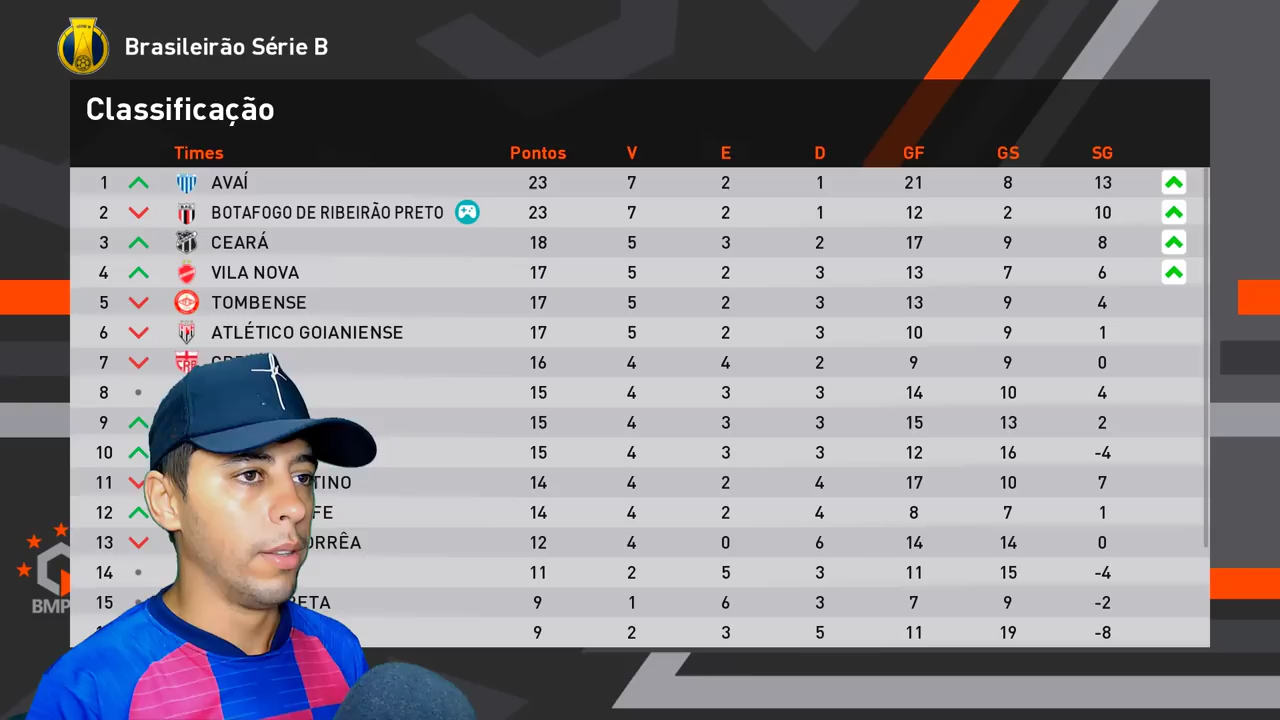 Brasileirão Série B
Classificação
Times Pontos V E D GF GS SG
1 AVAÍ 23 7 2 1 21 8 13
2 BOTAFOGO DE RIBEIRÃO PRETO 23 7 2 1 12 2 10
3 CEARÁ 18 5 3 2 17 9 8
4 VILA NOVA 17 5 2 3 13 7 6
5 TOMBENSE 17 5 2 3 13 9 4
6 ATLÉTICO GOIANIENSE 17 5 2 3 10 9 1
7 16 4 4 2 9 9 0
8 15 4 3 3 14 10 4
9 15 4 3 3 15 13 2
10 15 4 3 3 12 16 -4
11 TINO 14 4 2 4 17 10 7
12 FE 14 4 2 4 8 7 1
13 ORRÊA 12 4 0 6 14 14 0
14 11 2 5 3 11 15 -4
15 RETA 9 1 6 3 7 9 -2
9 2 3 5 11 19 -8
BMP